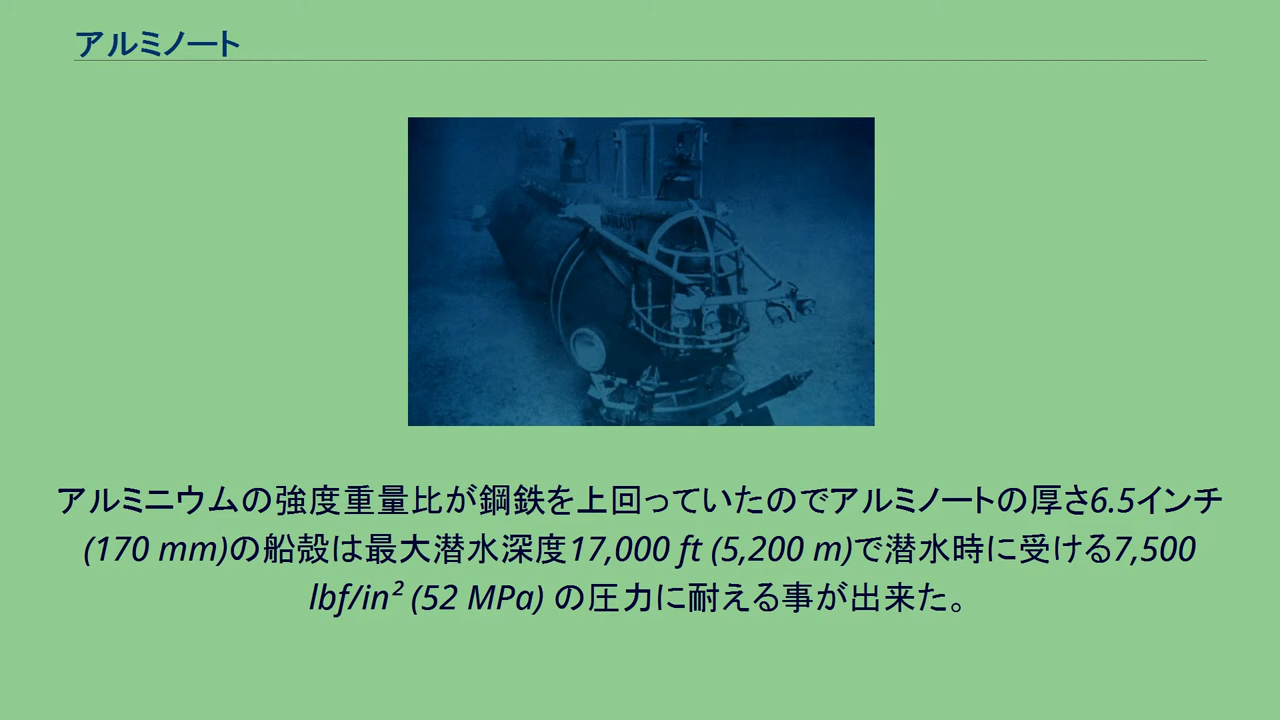 アルミノート
アルミニウムの強度重量比が鋼鉄を上回っていたのでアルミノートの厚さ6.5インチ
(170 mm)の船殻は最大潜水深度17,000 ft (5,200 m)で潜水時に受ける7,500
lbf/in² (52 MPa) の圧力に耐える事が出来た。